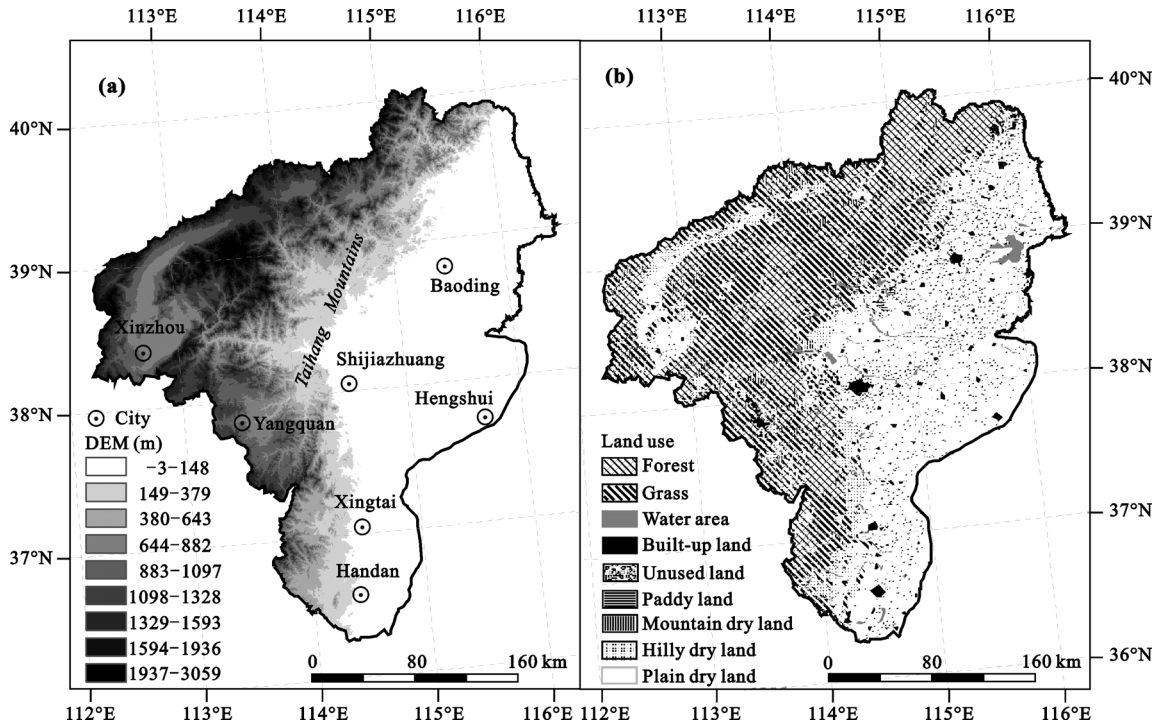 113°E 114°E 115°E 116°E 113°E 114°E 115°E 116°E
(a)
(b)
40°N
40°N
39°N
39°N
38°N
38°N
37°N
37°N
36°N
Taihang Mountains
Xinzhou
Baoding
Shijiazhuang
Hengshui
Yangquan
Xingtai
Handan
City
DEM (m)
-3-148
149-379
380-643
644-882
883-1097
1098-1328
1329-1593
1594-1936
1937-3059
0 80 160 km
Land use
Forest
Grass
Water area
Built-up land
Unused land
Paddy land
Mountain dry land
Hilly dry land
Plain dry land
0 80 160 km
112°E 113°E 114°E 115°E 116°E 112°E 113°E 114°E 115°E 116°E